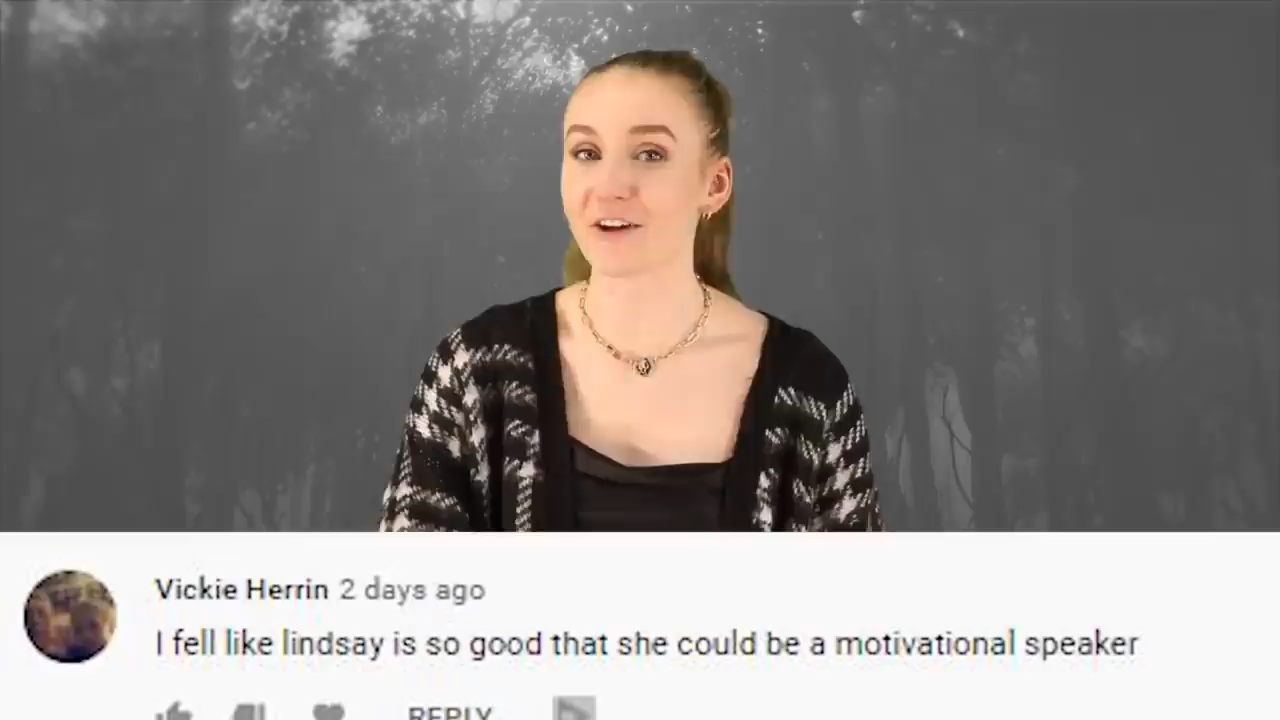 Vickie Herrin 2 days ago
I fell like lindsay is so good that she could be a motivational speaker
REPLY